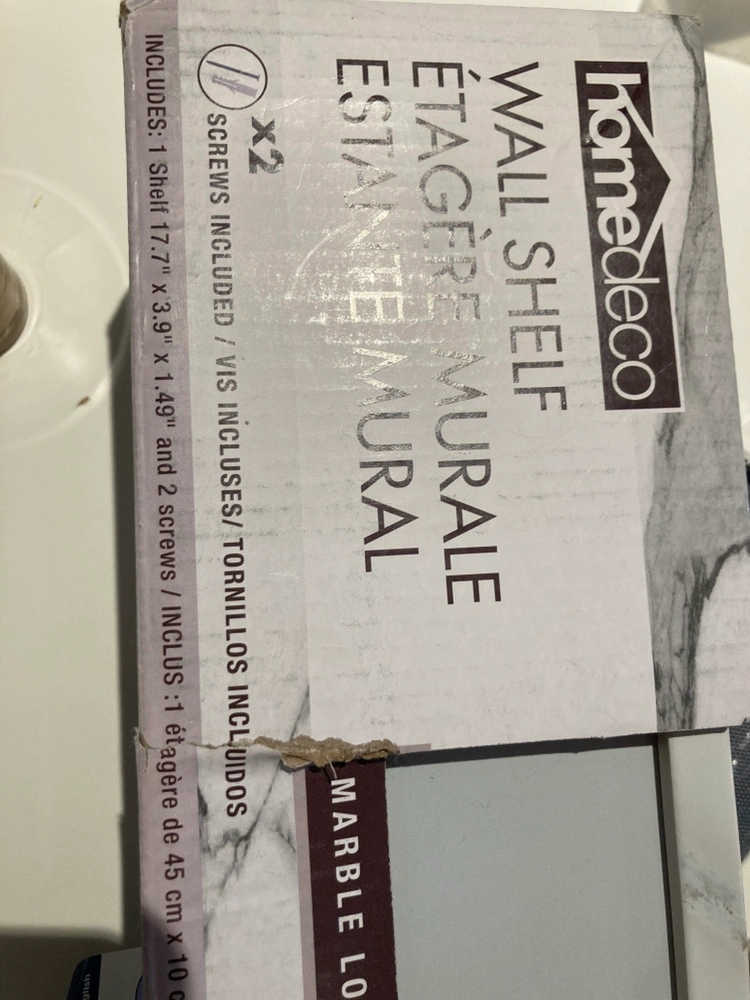 homedeco
WALL SHELF
ÉTAGÈRE MURALE
ESTANTE MURAL
x2
SCREWS INCLUDED / VIS INCLUSES/ TORNILLOS INCLUIDOS
INCLUDES: 1 Shelf 17.7" x 3.9" x 1.49" and 2 screws / INCLUS :1 étagère de 45 cm x 10 c
MARBLE LO